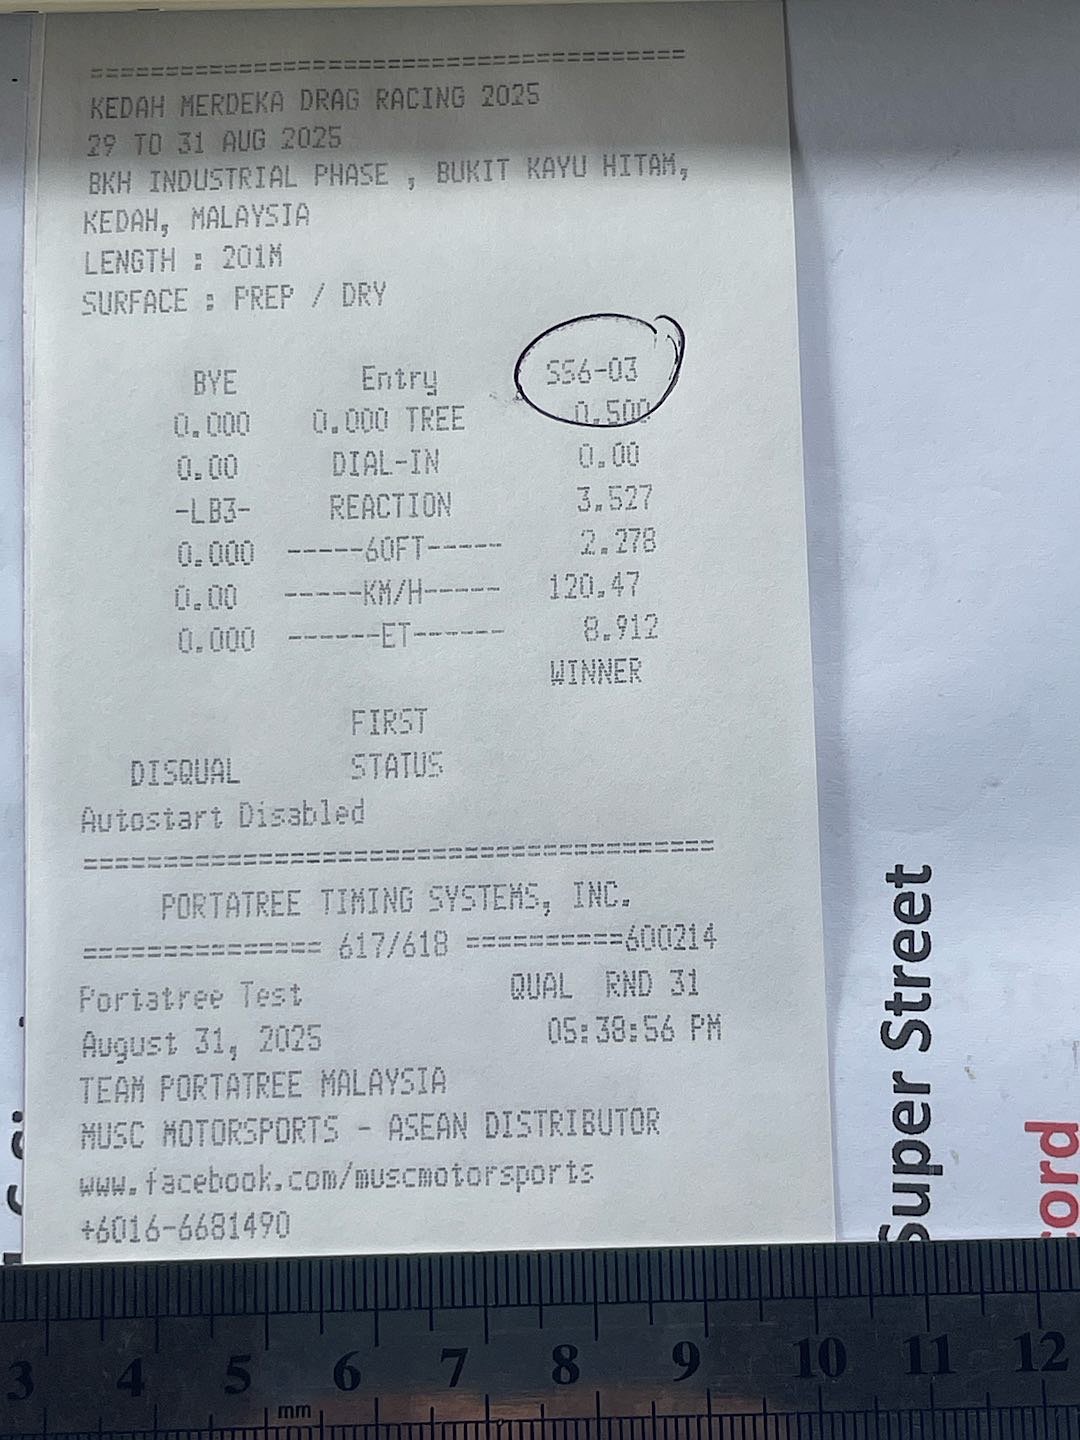 =======================================
KEDAH MERDEKA DRAG RACING 2025
29 TO 31 AUG 2025
BKH INDUSTRIAL PHASE , BUKIT KAYU HITAM,
KEDAH, MALAYSIA
LENGTH : 201M
SURFACE : PREP / DRY
BYE Entry SS6-03
0.000 0.000 TREE 0.500
0.00 DIAL-IN 0.00
-LB3- REACTION 3.527
0.000 -----60FT----- 2.278
0.00 -----KM/H----- 120.47
0.000 ------ET------ 8.912
WINNER
FIRST
DISQUAL STATUS
Autostart Disabled
========================================
PORTATREE TIMING SYSTEMS, INC.
=============== 617/618 ==========600214
Portatree Test QUAL RND 31
August 31, 2025 05:38:56 PM
TEAM PORTATREE MALAYSIA
MUSC MOTORSPORTS - ASEAN DISTRIBUTOR
www.facebook.com/muscmotorsports
+6016-6681490
Super Street
3 4 5 6 7 8 9 10 11 12
mm